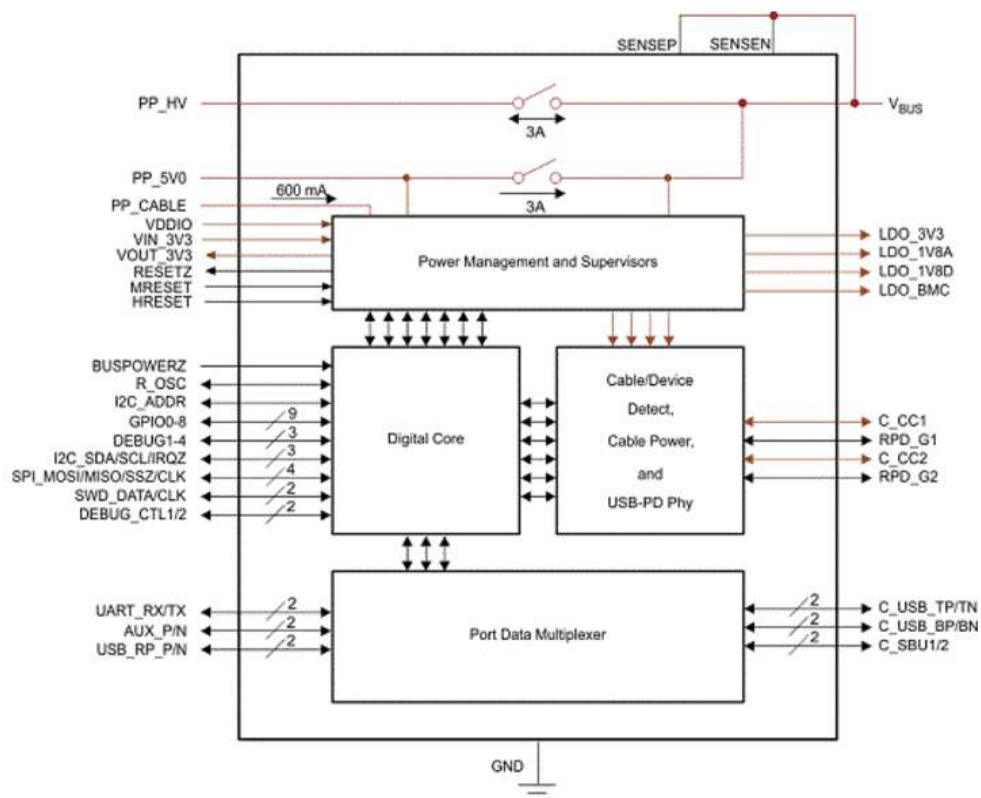 SENSEP
SENSEN
PP_HV
3A
VBUS
PP_5V0
600 mA
3A
PP_CABLE
VDDIO
VIN_3V3
VOUT_3V3
RESETZ
MRESET
HRESET
Power Management and Supervisors
LDO_3V3
LDO_1V8A
LDO_1V8D
LDO_BMC
BUSPOWERZ
R_OSC
I2C_ADDR
GPIO0-8
9
DEBUG1-4
3
I2C_SDA/SCL/IRQZ
3
SPI_MOSI/MISO/SSZ/CLK
4
SWD_DATA/CLK
2
DEBUG_CTL1/2
2
Digital Core
Cable/Device
Detect,
Cable Power,
and
USB-PD Phy
C_CC1
RPD_G1
C_CC2
RPD_G2
UART_RX/TX
2
AUX_P/N
2
USB_RP_P/N
2
Port Data Multiplexer
2
C_USB_TP/TN
2
C_USB_BP/BN
2
C_SBU1/2
GND